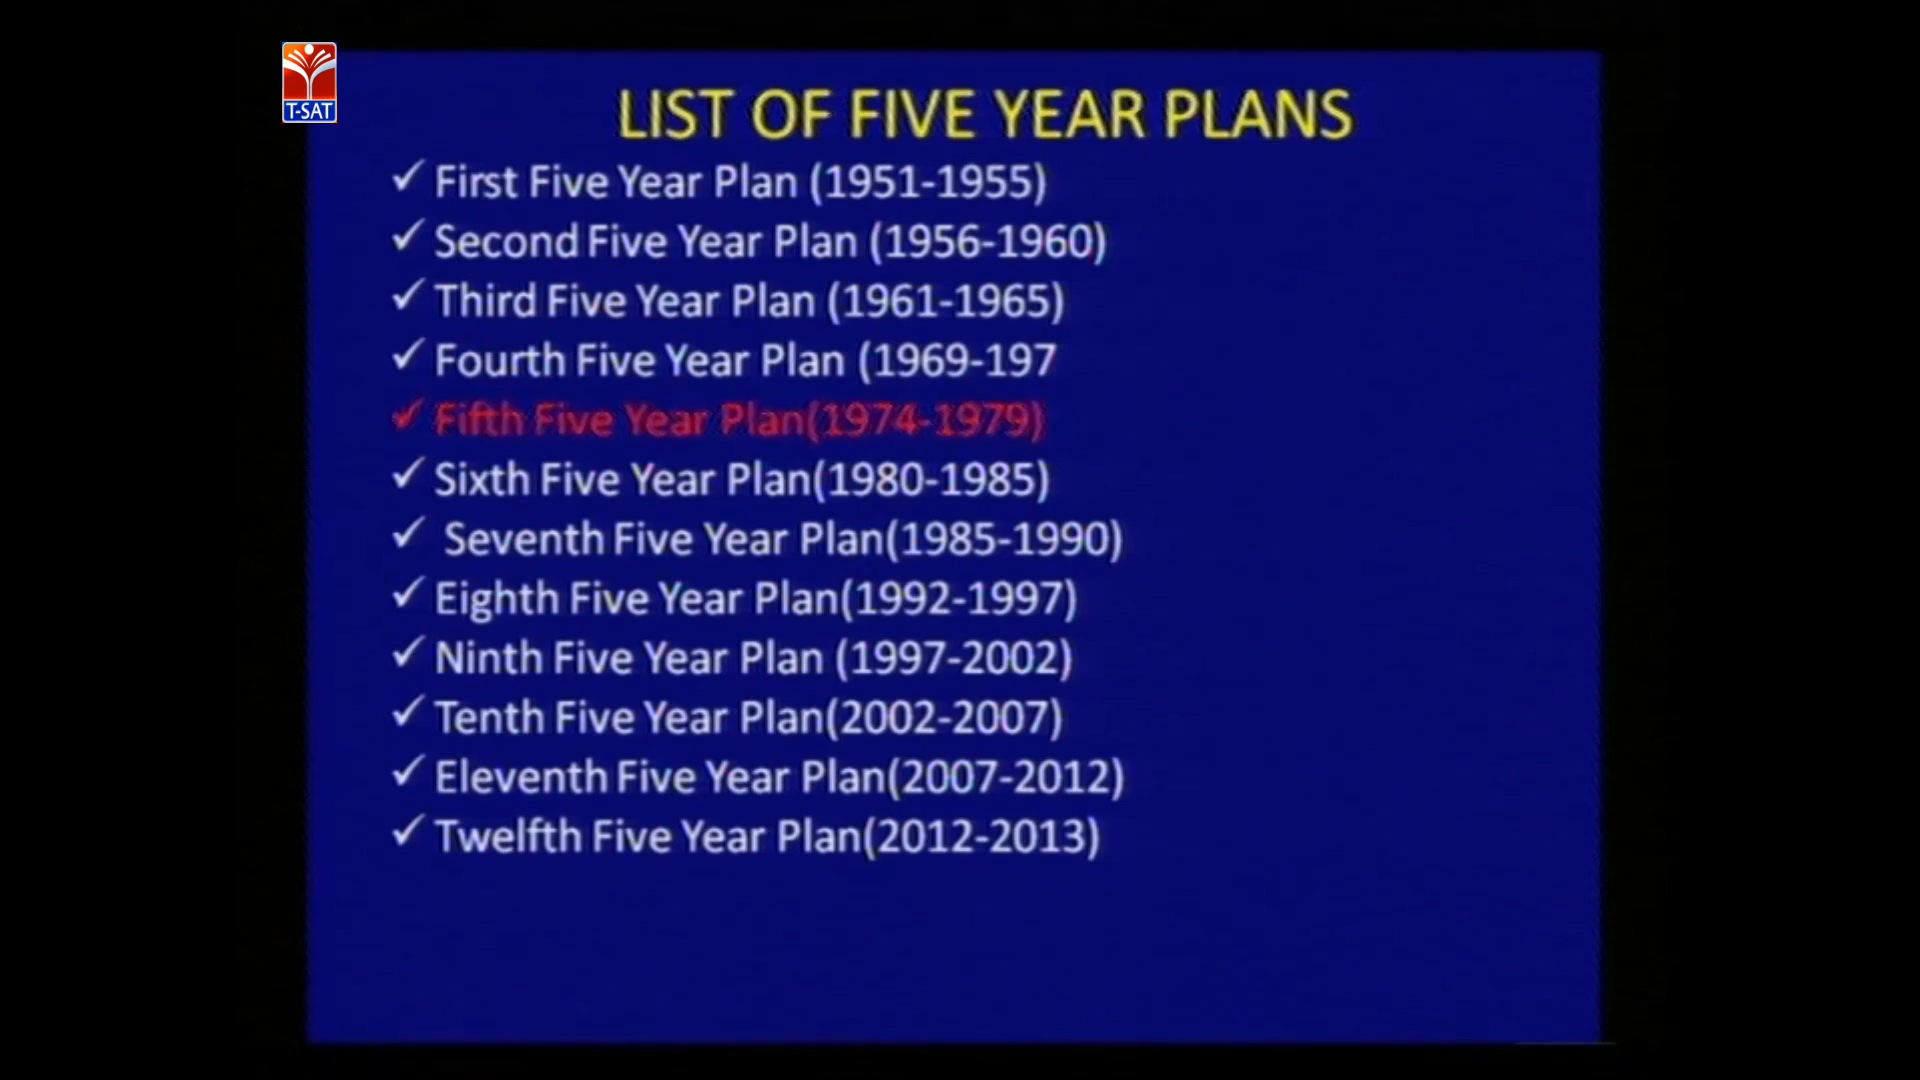 T-SAT
LIST OF FIVE YEAR PLANS
✓ First Five Year Plan (1951-1955)
✓ Second Five Year Plan (1956-1960)
✓ Third Five Year Plan (1961-1965)
✓ Fourth Five Year Plan (1969-197
✓ Fifth Five Year Plan(1974-1979)
✓ Sixth Five Year Plan(1980-1985)
✓ Seventh Five Year Plan(1985-1990)
✓ Eighth Five Year Plan(1992-1997)
✓ Ninth Five Year Plan (1997-2002)
✓ Tenth Five Year Plan(2002-2007)
✓ Eleventh Five Year Plan(2007-2012)
✓ Twelfth Five Year Plan(2012-2013)